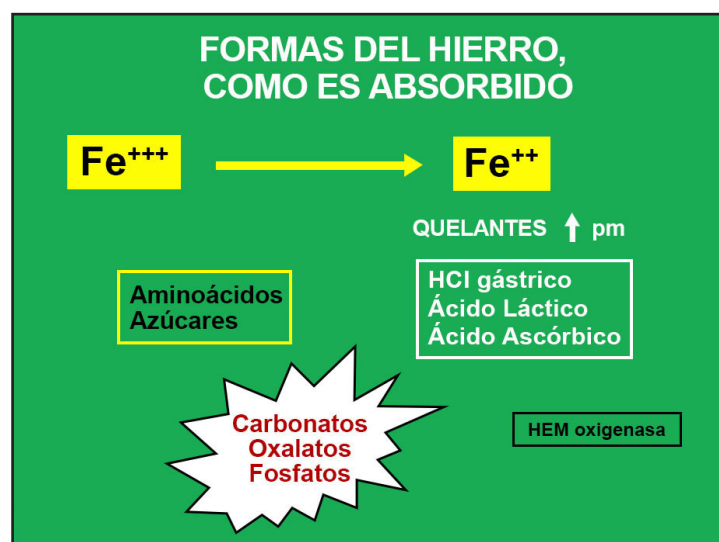 FORMAS DEL HIERRO,
COMO ES ABSORBIDO
Fe+++
Fe++
QUELANTES ↑ pm
Aminoácidos
Azúcares
HCl gástrico
Ácido Láctico
Ácido Ascórbico
Carbonatos
Oxalatos
Fosfatos
HEM oxigenasa